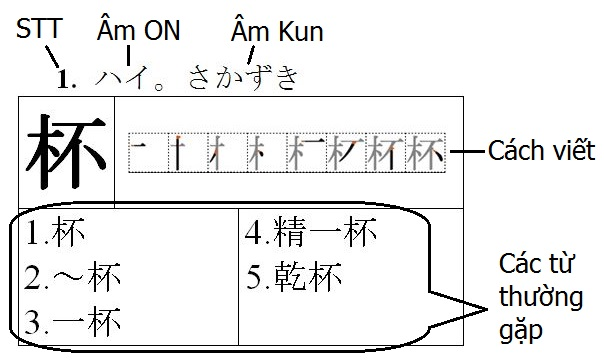 STT Âm ON Âm Kun
1. ハイ。さかずき
杯
Cách viết
1.杯
2.～杯
3.一杯
4.精一杯
5.乾杯
Các từ
thường
gặp